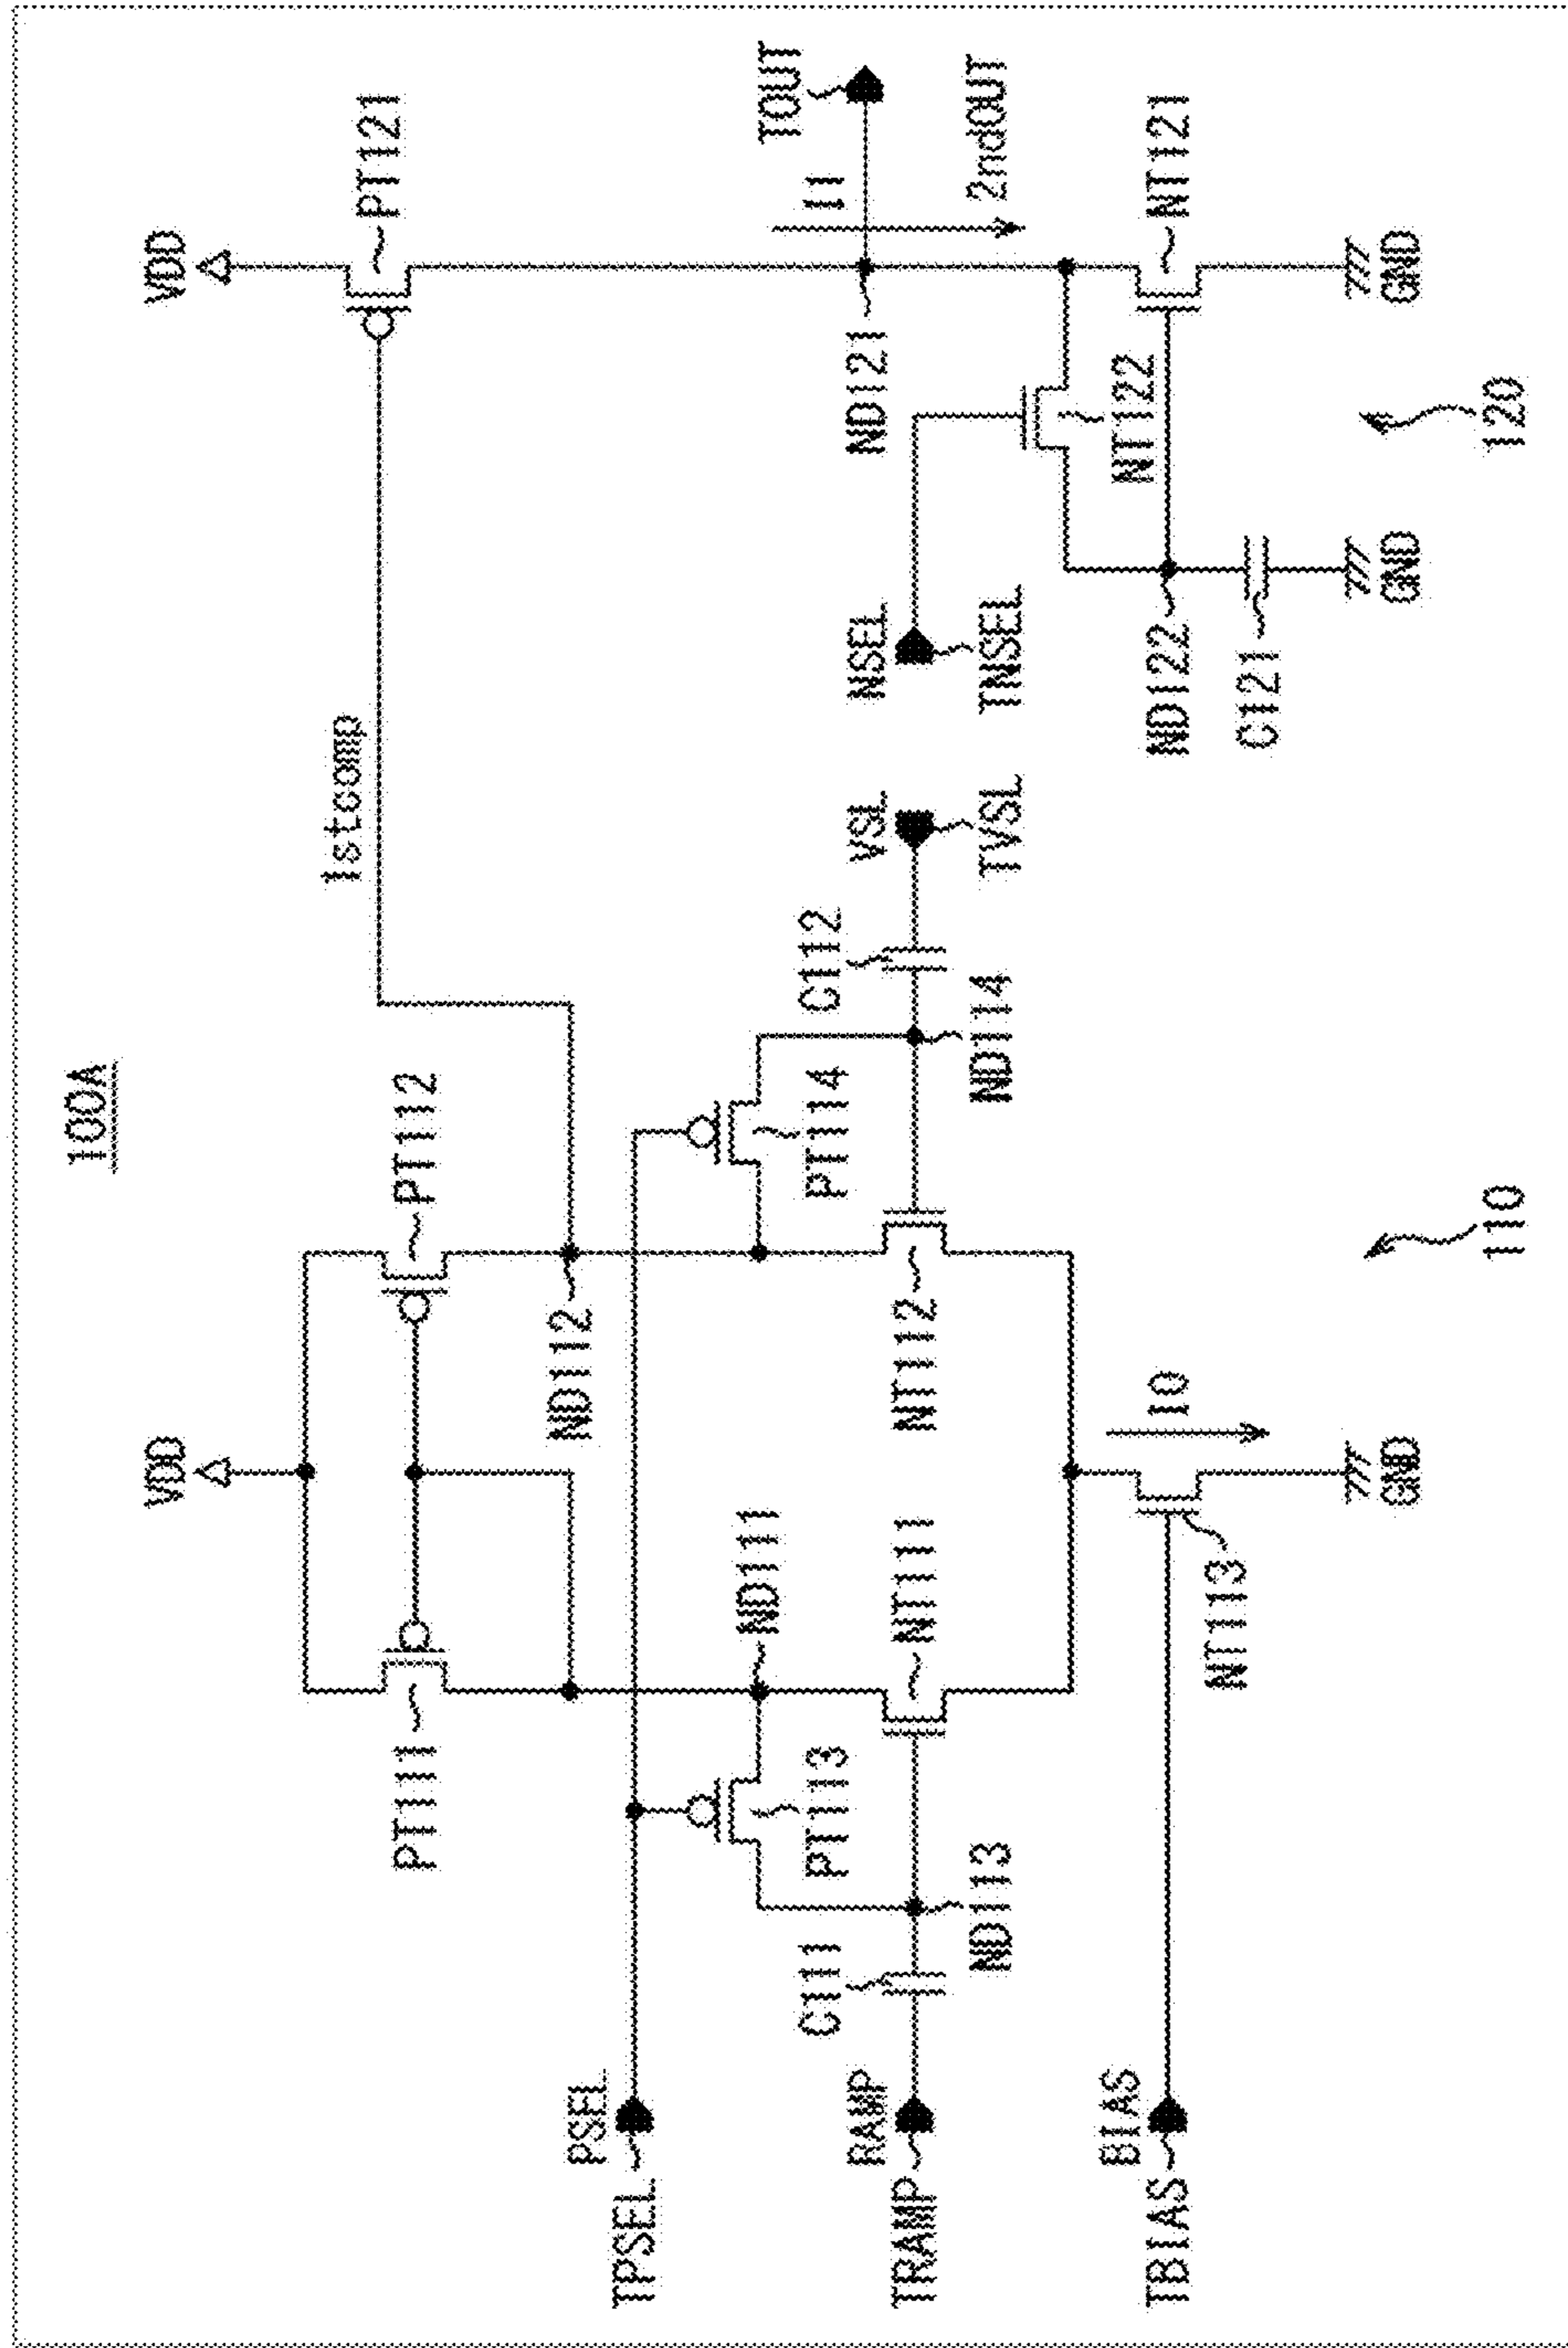 100A
VDD
VDD
PT111
PT112
1stcomp
PT121
ND112
PSEL
TPSEL
ND111
PT113
PT114
C111
C112
TOUT
I1
ND121
RAMP
TRAMP
NT111
NT112
VSL
TVSL
NSEL
TNSEL
2ndOUT
ND113
ND114
NT122
BIAS
TBIAS
I0
NT113
ND122
NT121
C121
GND
GND
GND
110
120